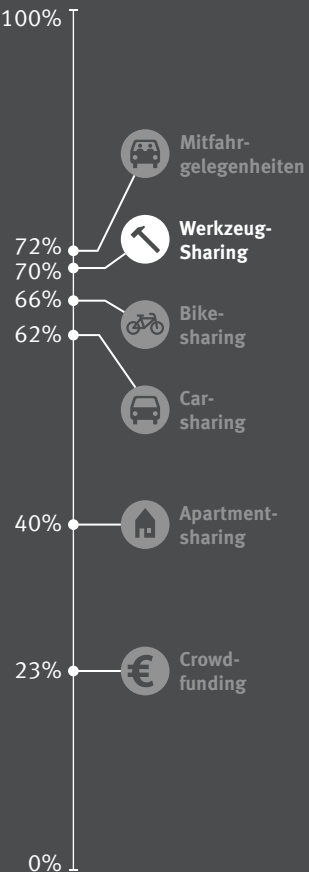 100%
Mitfahr-
gelegenheiten
72%
Werkzeug-
Sharing
70%
66%
Bike-
sharing
62%
Car-
sharing
40%
Apartment-
sharing
23%
€
Crowd-
funding
0%